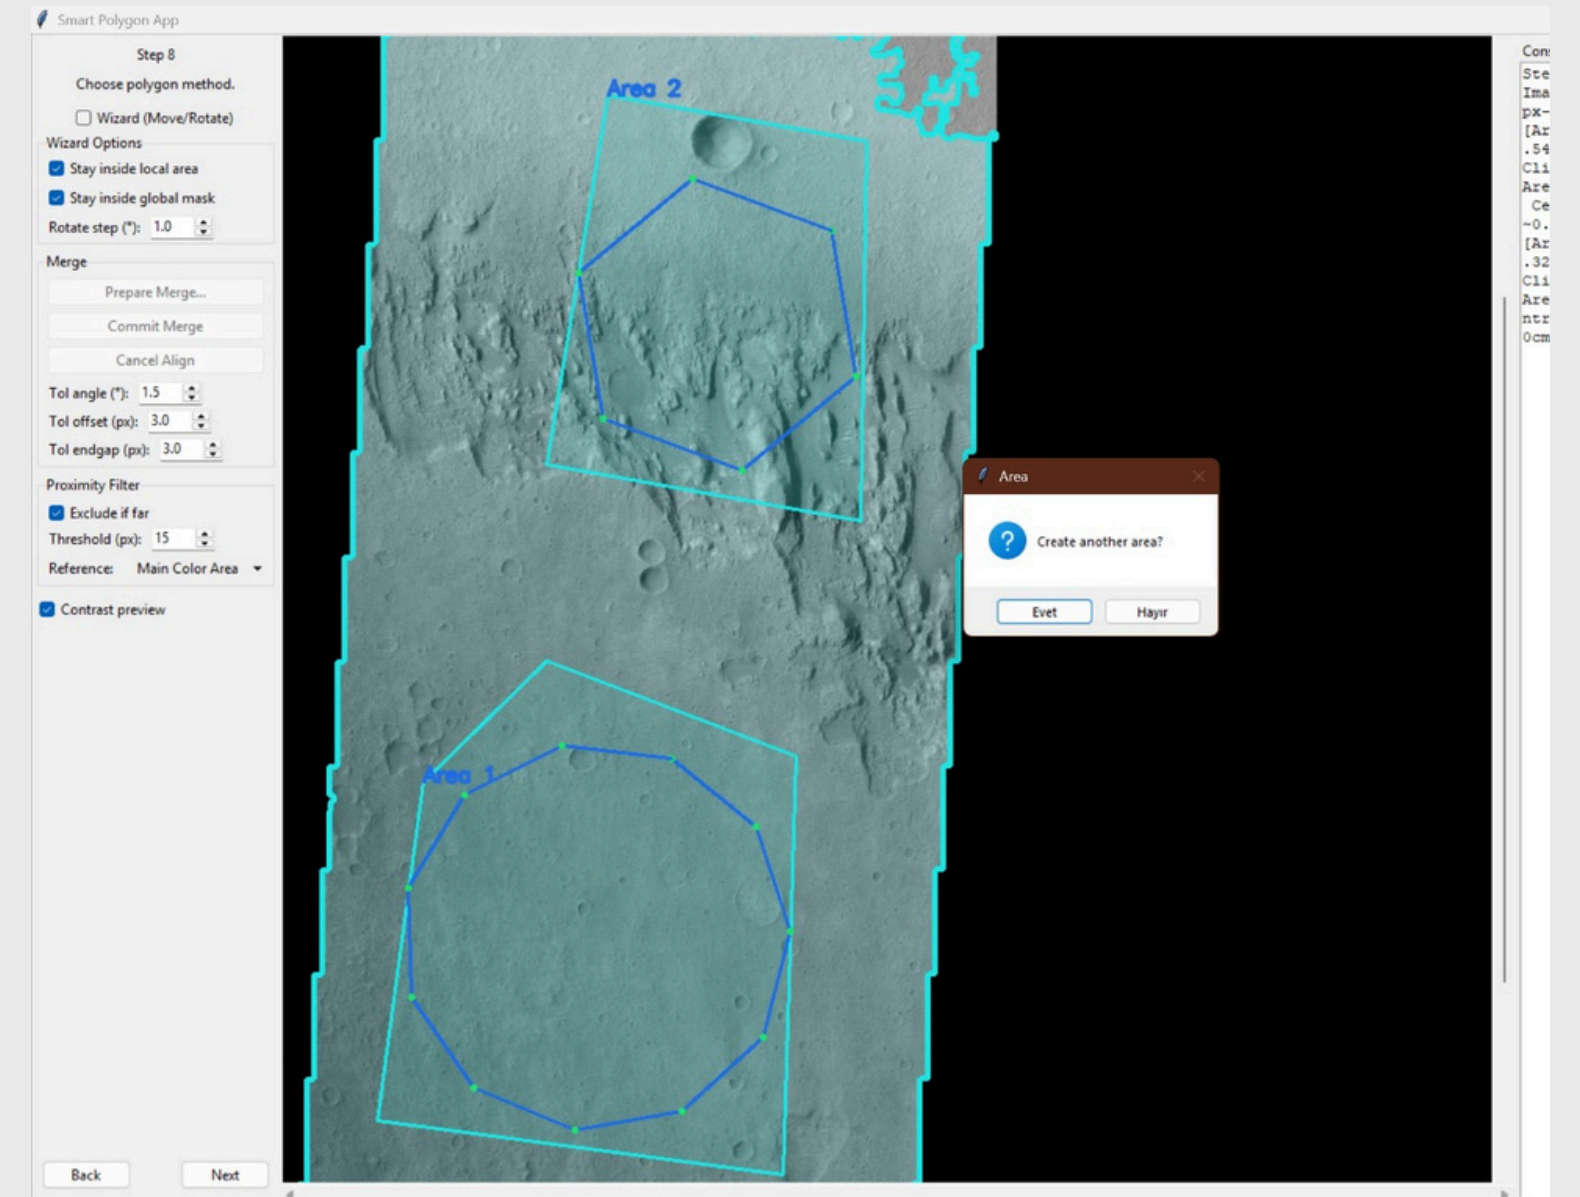 Smart Polygon App
Step 8
Choose polygon method.
Wizard (Move/Rotate)
Wizard Options
Stay inside local area
Stay inside global mask
Rotate step (°): 1.0
Merge
Prepare Merge...
Commit Merge
Cancel Align
Tol angle (°): 1.5
Tol offset (px): 3.0
Tol endgap (px): 3.0
Proximity Filter
Exclude if far
Threshold (px): 15
Reference: Main Color Area
Contrast preview
Back Next
Area 2
Area 1
Area
Create another area?
Evet Hayır
Con
Ste
Ima
px-
[Ar
.54
Cli
Are
Ce
~0.
[Ar
.32
Cli
Are
ntr
0cm